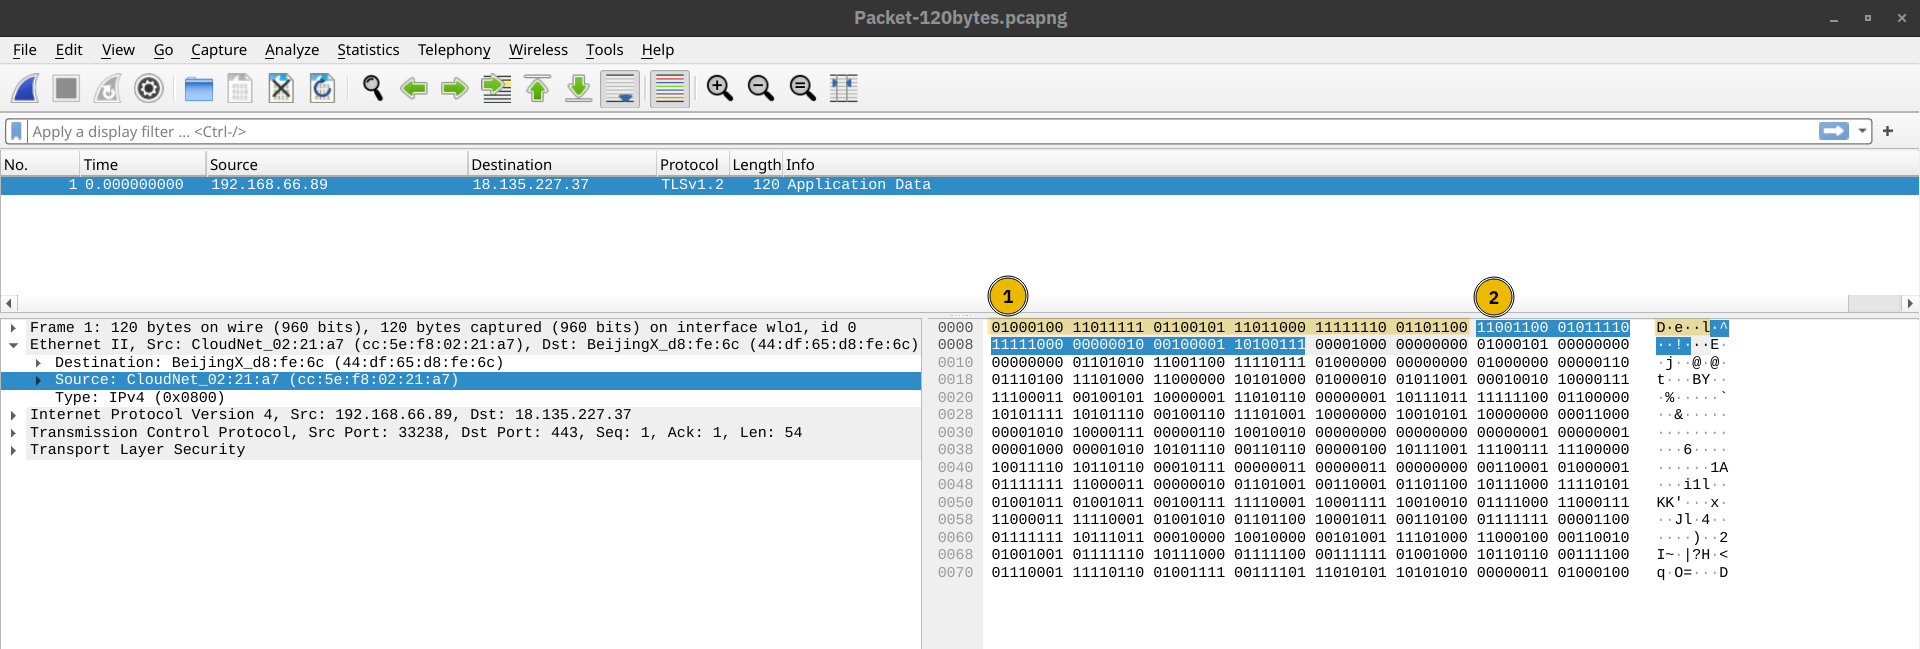 Packet-120bytes.pcapng
File Edit View Go Capture Analyze Statistics Telephony Wireless Tools Help
Apply a display filter ... <Ctrl-/>
No. Time Source Destination Protocol Length Info
1 0.000000000 192.168.66.89 18.135.227.37 TLSv1.2 120 Application Data
1 2
Frame 1: 120 bytes on wire (960 bits), 120 bytes captured (960 bits) on interface wlo1, id 0
Ethernet II, Src: CloudNet_02:21:a7 (cc:5e:f8:02:21:a7), Dst: BeijingX_d8:fe:6c (44:df:65:d8:fe:6c)
Destination: BeijingX_d8:fe:6c (44:df:65:d8:fe:6c)
Source: CloudNet_02:21:a7 (cc:5e:f8:02:21:a7)
Type: IPv4 (0x0800)
Internet Protocol Version 4, Src: 192.168.66.89, Dst: 18.135.227.37
Transmission Control Protocol, Src Port: 33238, Dst Port: 443, Seq: 1, Ack: 1, Len: 54
Transport Layer Security
0000 01000100 11011111 01100101 11011000 11111110 01101100 11001100 01011110 D·e··l·^
0008 11111000 00000010 00100001 10100111 00001000 00000000 01000101 00000000 ··!···E·
0010 00000000 01101010 11001100 11110111 01000000 00000000 01000000 00000110 ·j··@·@·
0018 01110100 11101000 11000000 10101000 01000010 01011001 00010010 10000111 t···BY··
0020 11100011 00100101 10000001 11010110 00000001 10111011 11111100 01100000 ·%·····`
0028 10101111 10101110 00100110 11101001 10000000 10010101 10000000 00011000 ··&·····
0030 00001010 10000111 00000110 10010010 00000000 00000000 00000001 00000001 ········
0038 00001000 00001010 10101110 00110110 00000100 10111001 11100111 11100000 ···6····
0040 10011110 10110110 00010111 00000011 00000011 00000000 00110001 01000001 ······1A
0048 01111111 11000011 00000010 01101001 00110001 01101100 10111000 11110101 ···i1l··
0050 01001011 01001011 00100111 11110001 10001111 10010010 01111000 11000111 KK'···x·
0058 11000011 11110001 01001010 01101100 10001011 00110100 01111111 00001100 ··Jl·4··
0060 01111111 10111011 00010000 10010000 00101001 11101000 11000100 00110010 ····)··2
0068 01001001 01111110 10111000 01111100 00111111 01001000 10110110 00111100 I~·|?H·<
0070 01110001 11110110 01001111 00111101 11010101 10101010 00000011 01000100 q·O=···D